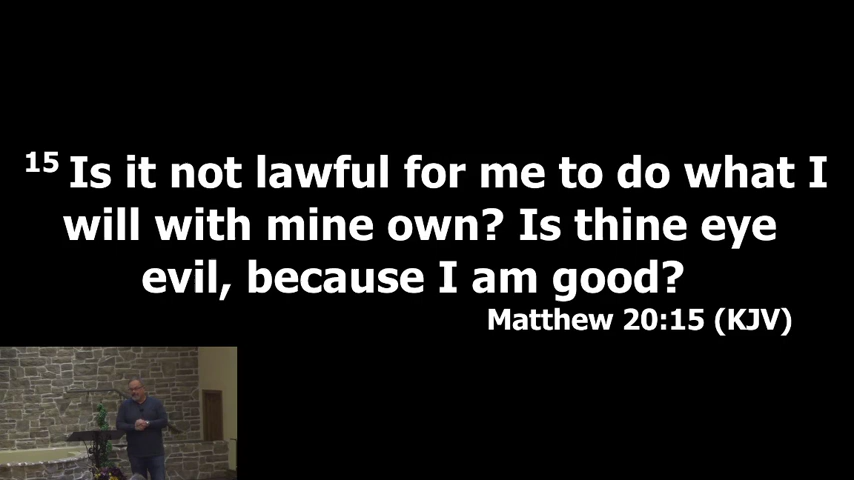 15 Is it not lawful for me to do what I
will with mine own? Is thine eye
evil, because I am good?
Matthew 20:15 (KJV)